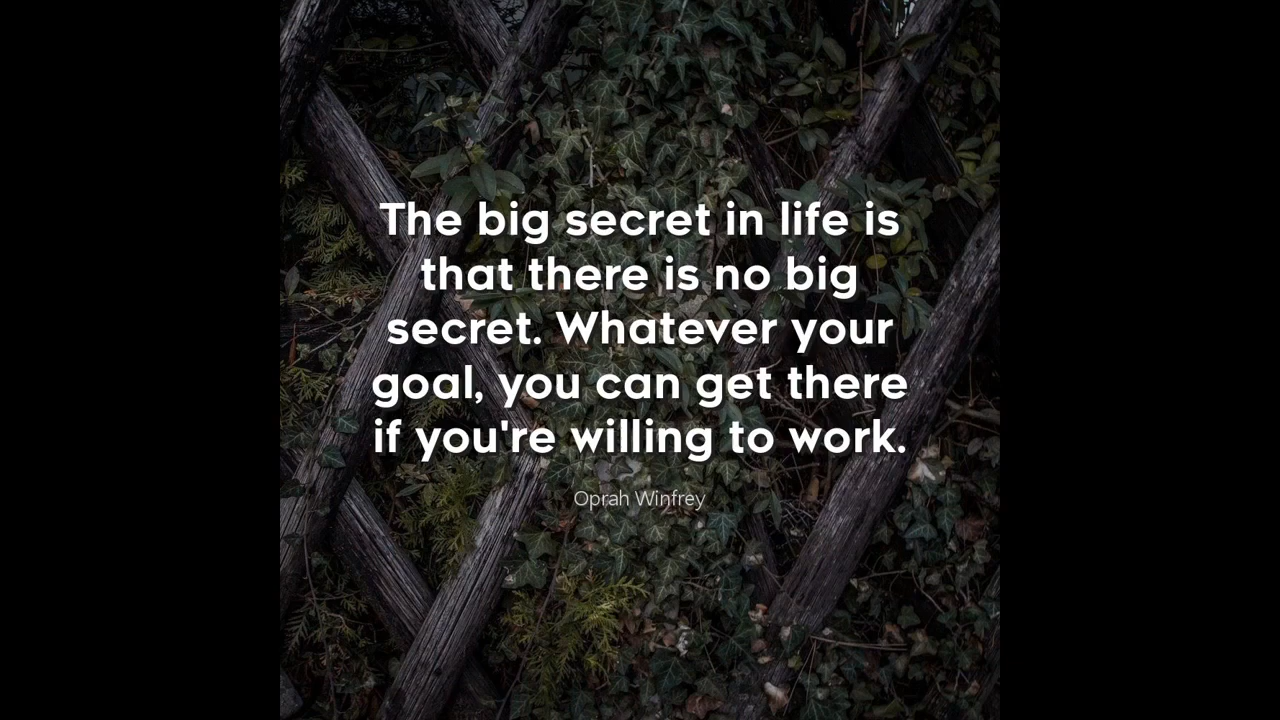 The big secret in life is
that there is no big
secret. Whatever your
goal, you can get there
if you're willing to work.
Oprah Winfrey